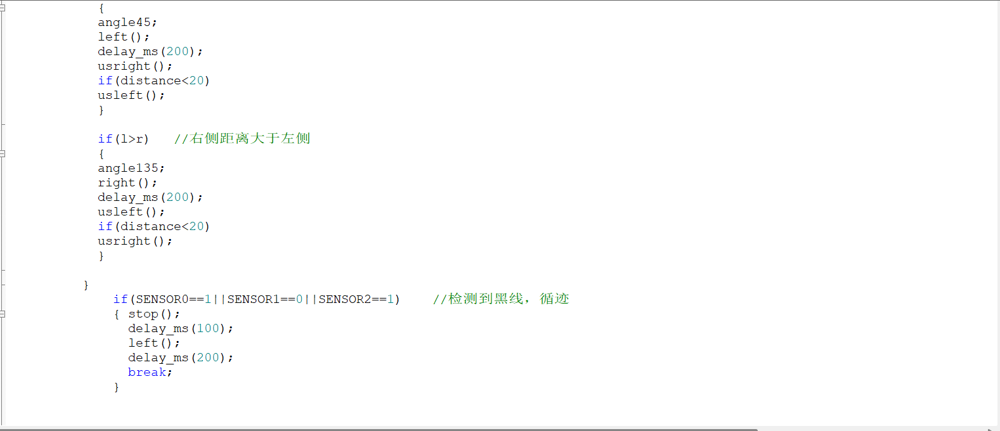 {
angle45;
left();
delay_ms(200);
usright();
if(distance<20)
usleft();
}
if(l>r)   //右侧距离大于左侧
{
angle135;
right();
delay_ms(200);
usleft();
if(distance<20)
usright();
}
}
if(SENSOR0==1||SENSOR1==0||SENSOR2==1)    //检测到黑线，循迹
{ stop();
delay_ms(100);
left();
delay_ms(200);
break;
}